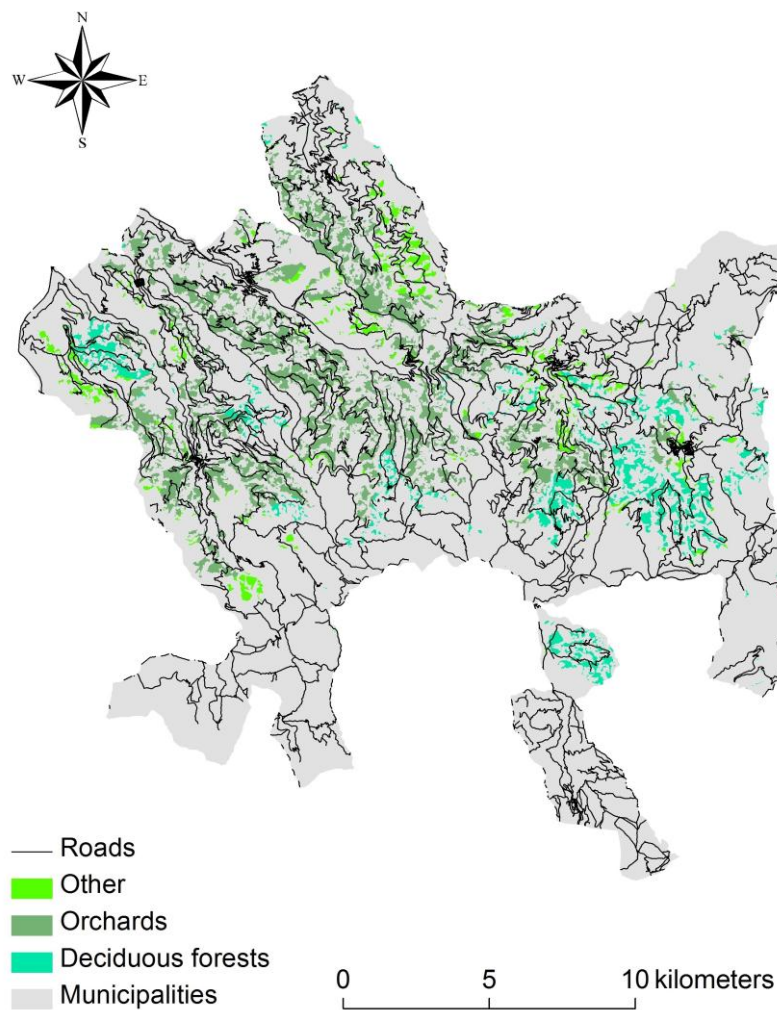 N
W E
S
Roads
Other
Orchards
Deciduous forests
Municipalities
0 5 10 kilometers